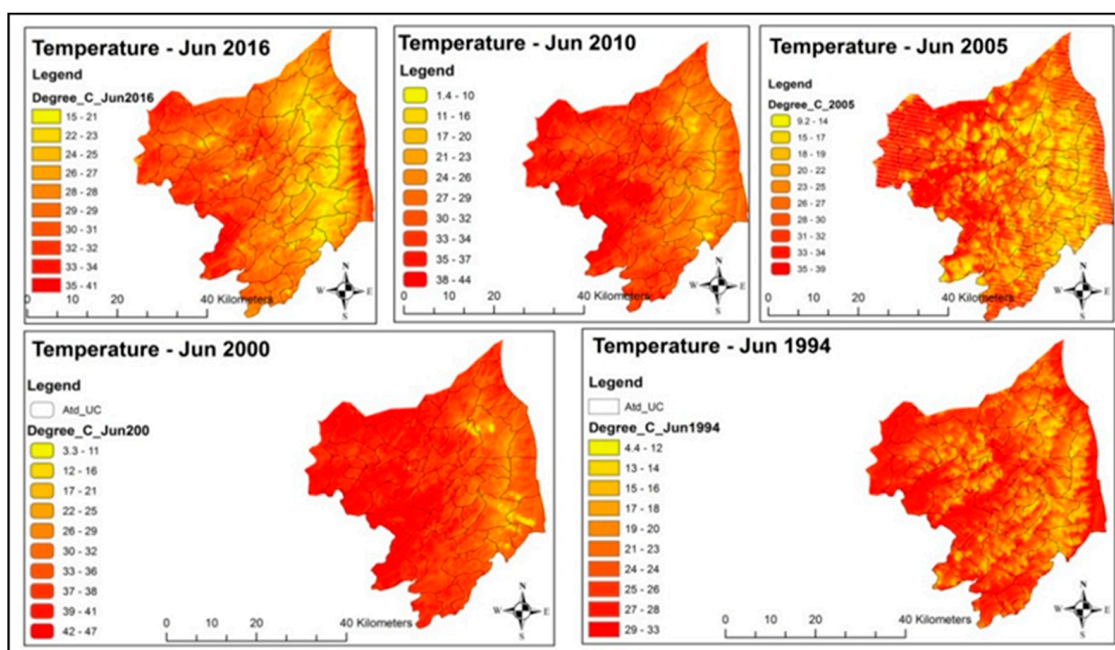 Temperature - Jun 2016
Legend
Degree_C_Jun2016
15 - 21
22 - 23
24 - 25
26 - 27
28 - 28
29 - 29
30 - 31
32 - 32
33 - 34
35 - 41
N
W E
S
0 10 20 40 Kilometers
Temperature - Jun 2010
Legend
1.4 - 10
11 - 16
17 - 20
21 - 23
24 - 26
27 - 29
30 - 32
33 - 34
35 - 37
38 - 44
N
W E
S
0 10 20 40 Kilometers
Temperature - Jun 2005
Legend
Degree_C_2005
9.2 - 14
15 - 17
18 - 19
20 - 22
23 - 25
26 - 27
28 - 30
31 - 32
33 - 34
35 - 39
N
W E
S
0 10 20 40 Kilometers
Temperature - Jun 2000
Legend
Atd_UC
Degree_C_Jun200
3.3 - 11
12 - 16
17 - 21
22 - 25
26 - 29
30 - 32
33 - 36
37 - 38
39 - 41
42 - 47
N
W E
S
0 10 20 40 Kilometers
Temperature - Jun 1994
Legend
Atd_UC
Degree_C_Jun1994
4.4 - 12
13 - 14
15 - 16
17 - 18
19 - 20
21 - 23
24 - 24
25 - 26
27 - 28
29 - 33
N
W E
S
0 10 20 40 Kilometers